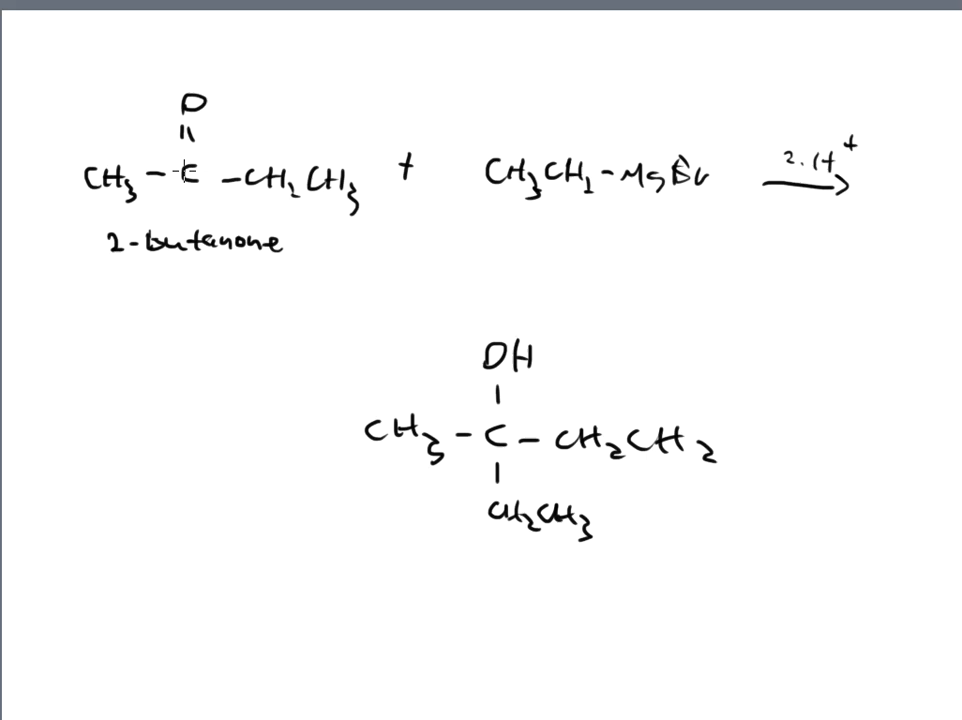 O
||
CH₃ - C - CH₂CH₃ + CH₃CH₂-MgBr 2. H⁺ →
2-butanone
OH
|
CH₃ - C - CH₂CH₂
|
CH₂CH₃